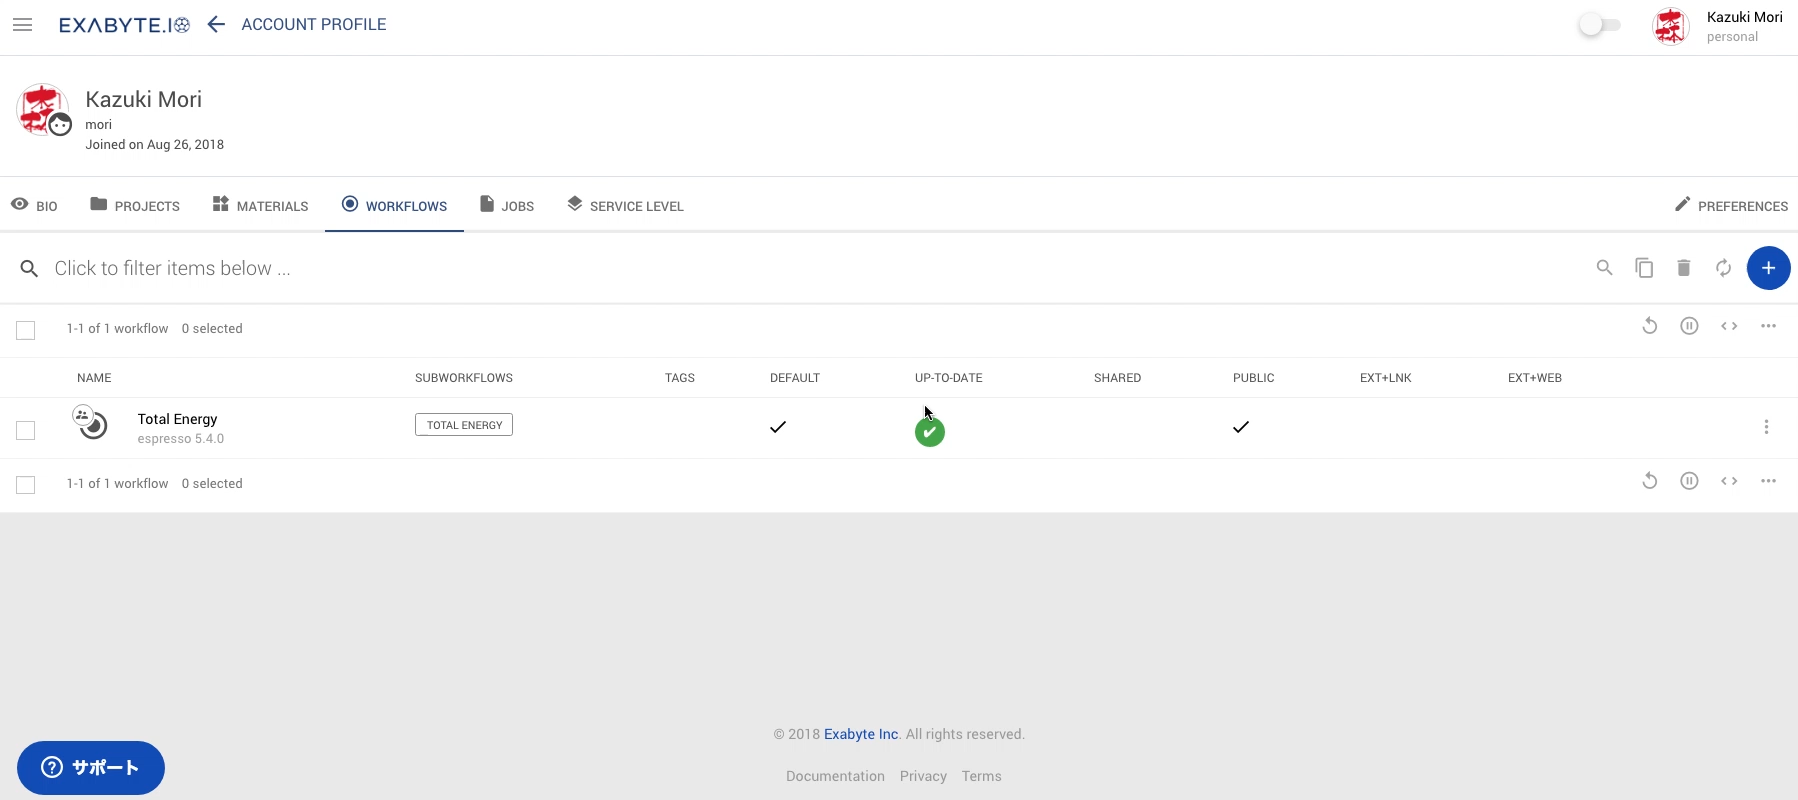 EXABYTE.IO ACCOUNT PROFILE
Kazuki Mori
personal
Kazuki Mori
mori
Joined on Aug 26, 2018
BIO PROJECTS MATERIALS WORKFLOWS JOBS SERVICE LEVEL PREFERENCES
Click to filter items below ...
1-1 of 1 workflow 0 selected
NAME SUBWORKFLOWS TAGS DEFAULT UP-TO-DATE SHARED PUBLIC EXT+LNK EXT+WEB
Total Energy TOTAL ENERGY
espresso 5.4.0
1-1 of 1 workflow 0 selected
© 2018 Exabyte Inc. All rights reserved.
Documentation Privacy Terms
サポート